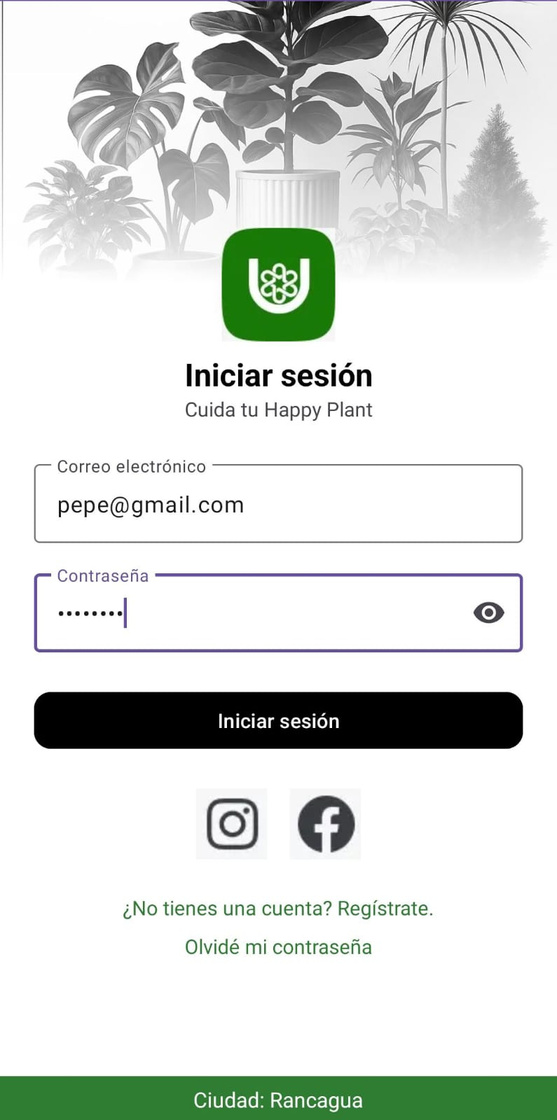 Iniciar sesión
Cuida tu Happy Plant
Correo electrónico
pepe@gmail.com
Contraseña
••••••••
Iniciar sesión
¿No tienes una cuenta? Regístrate.
Olvidé mi contraseña
Ciudad: Rancagua